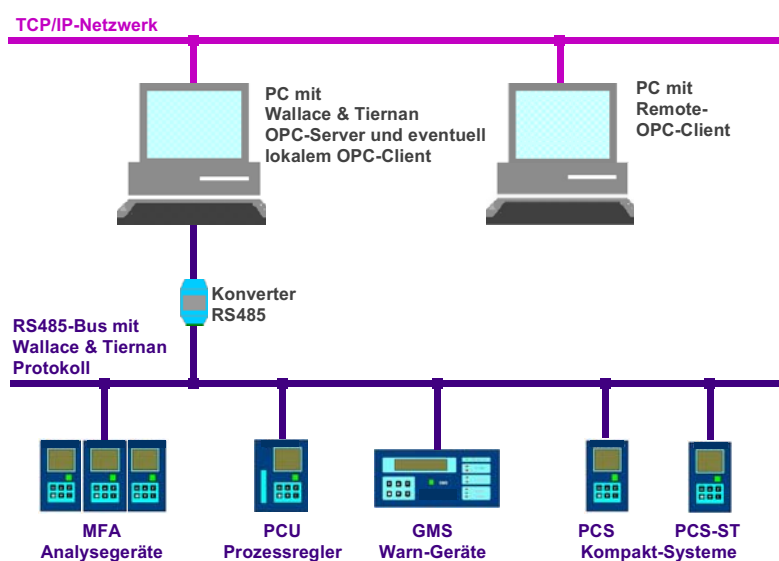 TCP/IP-Netzwerk
PC mit
Wallace & Tiernan
OPC-Server und eventuell
lokalem OPC-Client
PC mit
Remote-
OPC-Client
Konverter
RS485
RS485-Bus mit
Wallace & Tiernan
Protokoll
MFA
Analysegeräte
PCU
Prozessregler
GMS
Warn-Geräte
PCS
PCS-ST
Kompakt-Systeme